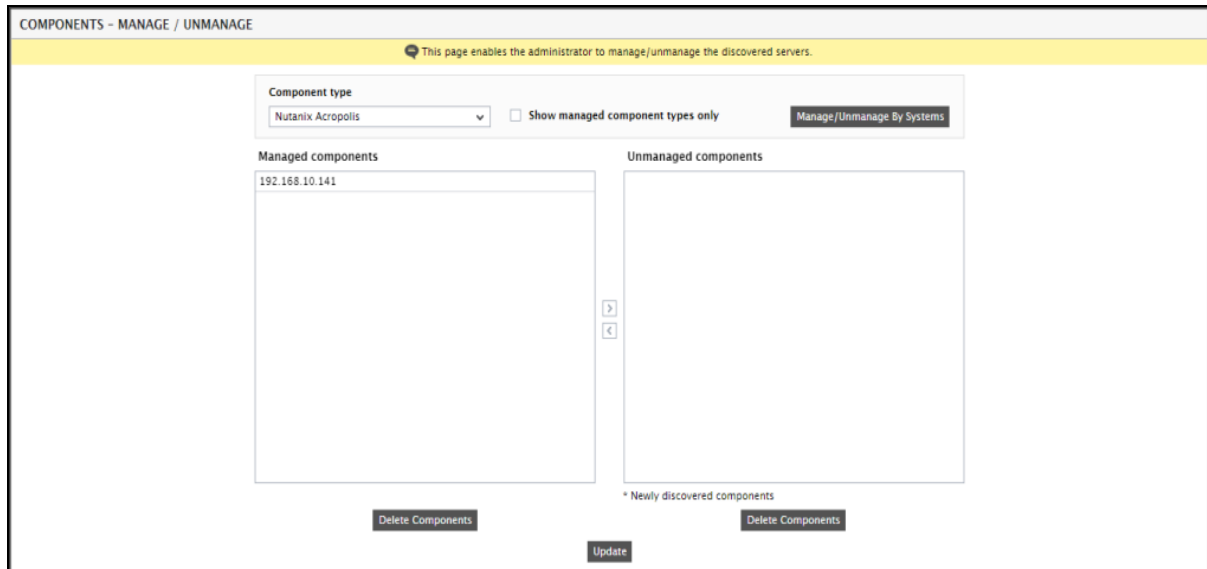 COMPONENTS - MANAGE / UNMANAGE
This page enables the administrator to manage/unmanage the discovered servers.
Component type
Nutanix Acropolis
Show managed component types only
Manage/Unmanage By Systems
Managed components
Unmanaged components
192.168.10.141
* Newly discovered components
Delete Components
Delete Components
Update